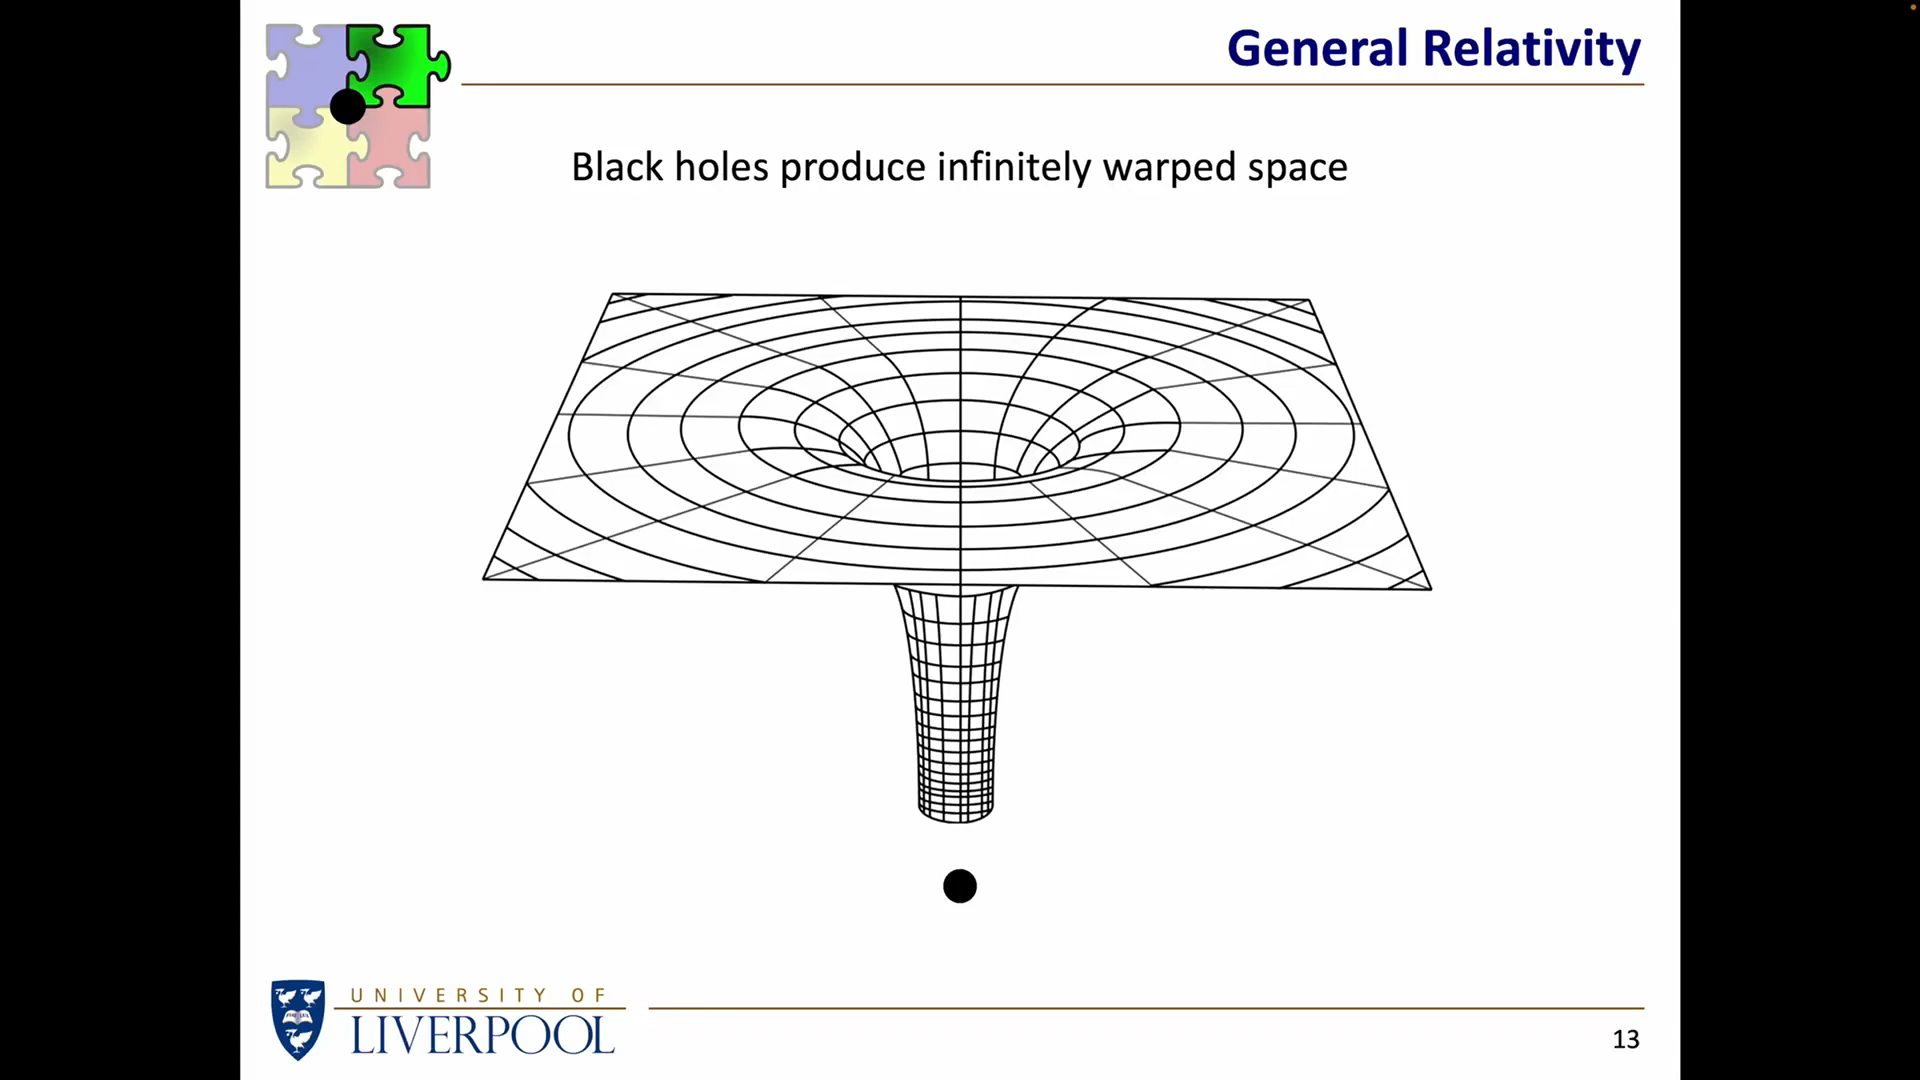 General Relativity
Black holes produce infinitely warped space
UNIVERSITY OF
LIVERPOOL
13